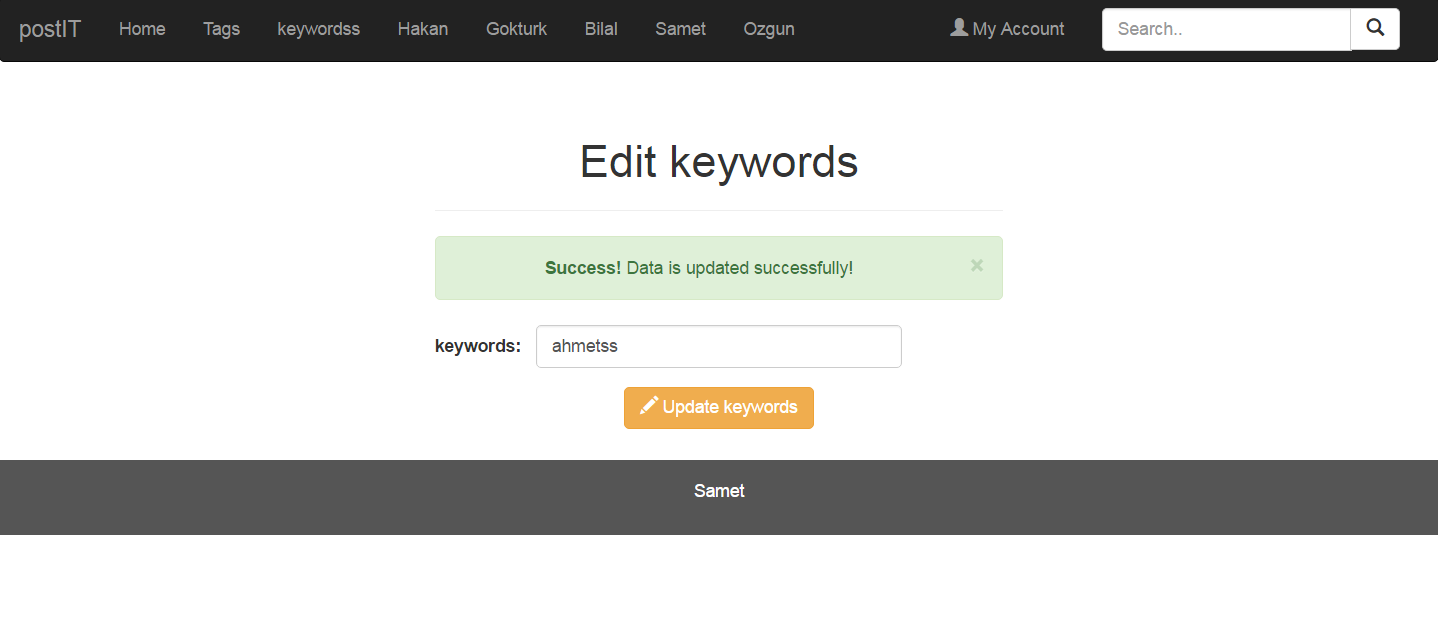 postIT Home Tags keywordss Hakan Gokturk Bilal Samet Ozgun My Account Search..
Edit keywords
Success! Data is updated successfully! ×
keywords: ahmetss
Update keywords
Samet